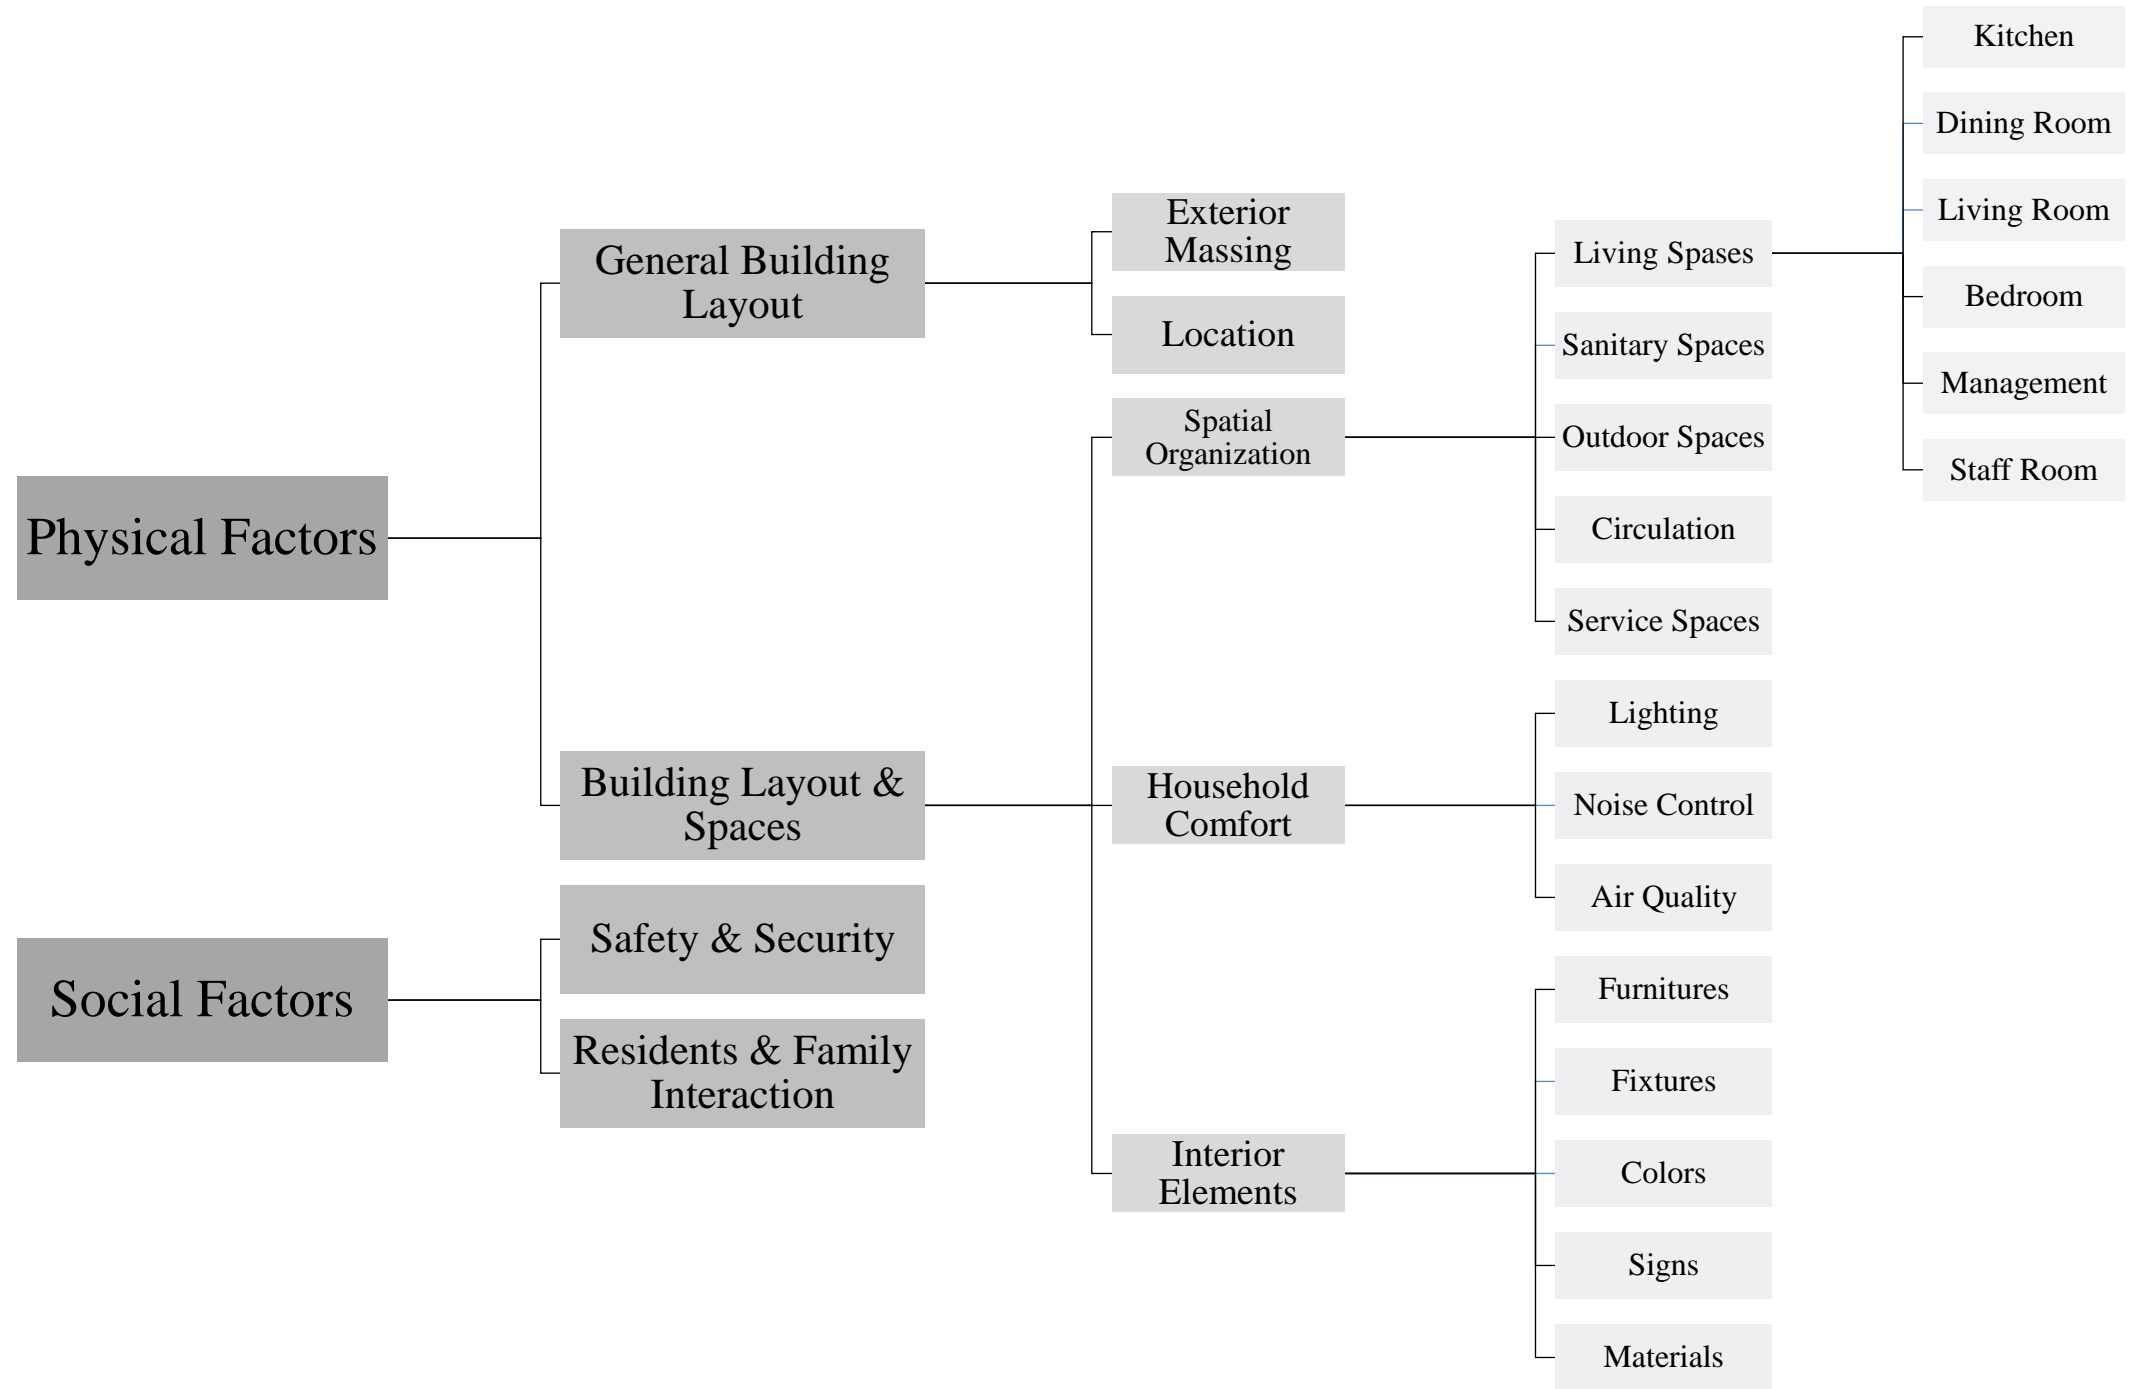 Physical Factors
General Building
Layout
Exterior
Massing
Location
Building Layout &
Spaces
Spatial
Organization
Living Spases
Kitchen
Dining Room
Living Room
Bedroom
Management
Staff Room
Sanitary Spaces
Outdoor Spaces
Circulation
Service Spaces
Household
Comfort
Lighting
Noise Control
Air Quality
Interior
Elements
Furnitures
Fixtures
Colors
Signs
Materials
Social Factors
Safety & Security
Residents & Family
Interaction